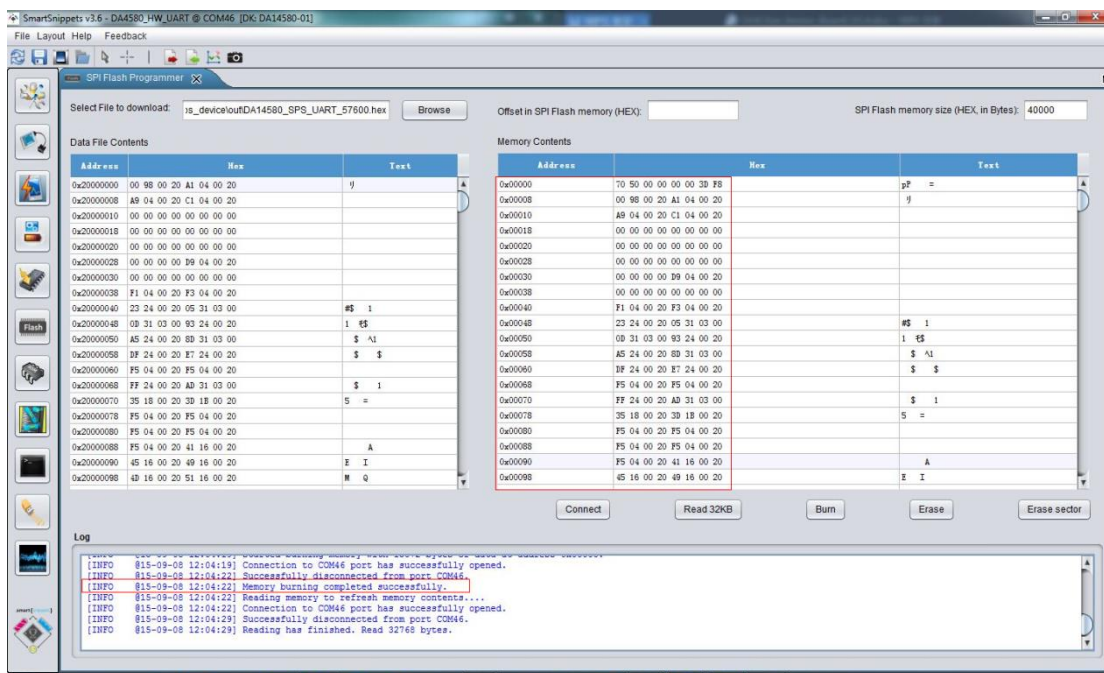 SmartSnippets v3.6 - DA4580_HW_UART @ COM46 [DK: DA14580-01]
File Layout Help Feedback
SPI Flash Programmer
Select File to download: ɔs_device\out\DA14580_SPS_UART_57600.hex Browse Offset in SPI Flash memory (HEX): SPI Flash memory size (HEX, in Bytes): 40000
Data File Contents Memory Contents
Address Hex Text Address Hex Text
0x20000000 00 98 00 20 A1 04 00 20 ﾘ 0x00000 70 50 00 00 00 00 3D F8 pP =
0x20000008 A9 04 00 20 C1 04 00 20 0x00008 00 98 00 20 A1 04 00 20 ﾘ
0x20000010 00 00 00 00 00 00 00 00 0x00010 A9 04 00 20 C1 04 00 20
0x20000018 00 00 00 00 00 00 00 00 0x00018 00 00 00 00 00 00 00 00
0x20000020 00 00 00 00 00 00 00 00 0x00020 00 00 00 00 00 00 00 00
0x20000028 00 00 00 00 D9 04 00 20 0x00028 00 00 00 00 00 00 00 00
0x20000030 00 00 00 00 00 00 00 00 0x00030 00 00 00 00 D9 04 00 20
0x20000038 F1 04 00 20 F3 04 00 20 0x00038 00 00 00 00 00 00 00 00
0x20000040 23 24 00 20 05 31 03 00 #$ 1 0x00040 F1 04 00 20 F3 04 00 20
0x20000048 0D 31 03 00 93 24 00 20 1 $ 0x00048 23 24 00 20 05 31 03 00 #$ 1
0x20000050 A5 24 00 20 8D 31 03 00 $ 1 0x00050 0D 31 03 00 93 24 00 20 1 $
0x20000058 DF 24 00 20 E7 24 00 20 $ $ 0x00058 A5 24 00 20 8D 31 03 00 $ 1
0x20000060 F5 04 00 20 F5 04 00 20 0x00060 DF 24 00 20 E7 24 00 20 $ $
0x20000068 FF 24 00 20 AD 31 03 00 $ 1 0x00068 F5 04 00 20 F5 04 00 20
0x20000070 35 18 00 20 3D 1B 00 20 5 = 0x00070 FF 24 00 20 AD 31 03 00 $ 1
0x20000078 F5 04 00 20 F5 04 00 20 0x00078 35 18 00 20 3D 1B 00 20 5 =
0x20000080 F5 04 00 20 F5 04 00 20 0x00080 F5 04 00 20 F5 04 00 20
0x20000088 F5 04 00 20 41 16 00 20 A 0x00088 F5 04 00 20 F5 04 00 20
0x20000090 45 16 00 20 49 16 00 20 E I 0x00090 F5 04 00 20 41 16 00 20 A
0x20000098 4D 16 00 20 51 16 00 20 M Q 0x00098 45 16 00 20 49 16 00 20 E I
Flash
Connect Read 32KB Burn Erase Erase sector
Log
[INFO @15-09-08 12:04:19] Connection to COM46 port has successfully opened.
[INFO @15-09-08 12:04:22] Successfully disconnected from port COM46.
[INFO @15-09-08 12:04:22] Memory burning completed successfully.
[INFO @15-09-08 12:04:22] Reading memory to refresh memory contents....
[INFO @15-09-08 12:04:22] Connection to COM46 port has successfully opened.
[INFO @15-09-08 12:04:29] Successfully disconnected from port COM46.
[INFO @15-09-08 12:04:29] Reading has finished. Read 32768 bytes.